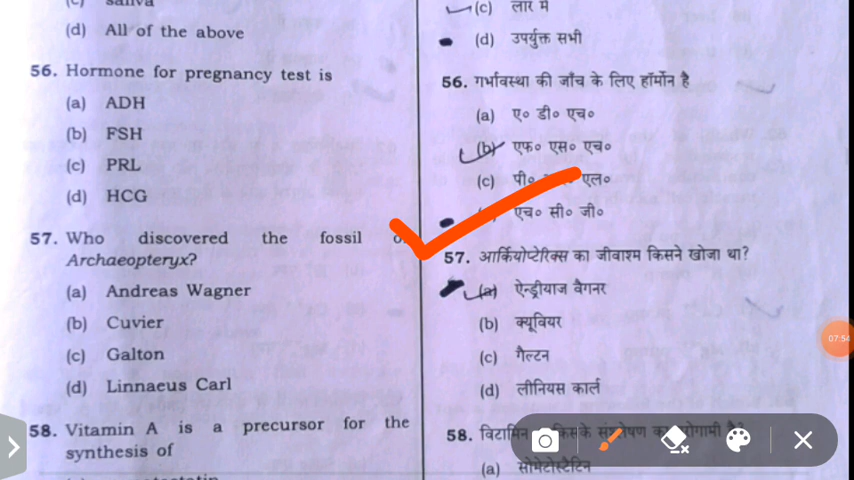 (c) saliva
(d) All of the above
56. Hormone for pregnancy test is
(a) ADH
(b) FSH
(c) PRL
(d) HCG
57. Who discovered the fossil
Archaeopteryx?
(a) Andreas Wagner
(b) Cuvier
(c) Galton
(d) Linnaeus Carl
58. Vitamin A is a precursor for the
synthesis of
(c) लार में
(d) उपर्युक्त सभी
56. गर्भावस्था की जाँच के लिए हॉर्मोन है
(a) ए० डी० एच०
(b) एफ० एस० एच०
(c) पी० एल०
एच० सी० जी०
57. आर्कियोप्टेरिक्स का जीवाश्म किसने खोजा था?
(a) ऐन्ड्रीयाज वैगनर
(b) क्यूवियर
(c) गैल्टन
(d) लीनियस कार्ल
58. विटामिन
(a) सोमेटोस्टैटिन
07:54